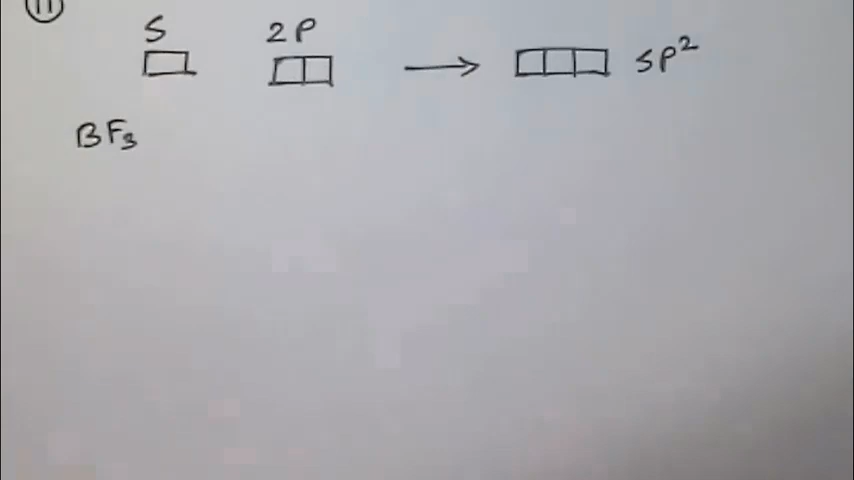 11
S 2P → SP²
BF₃